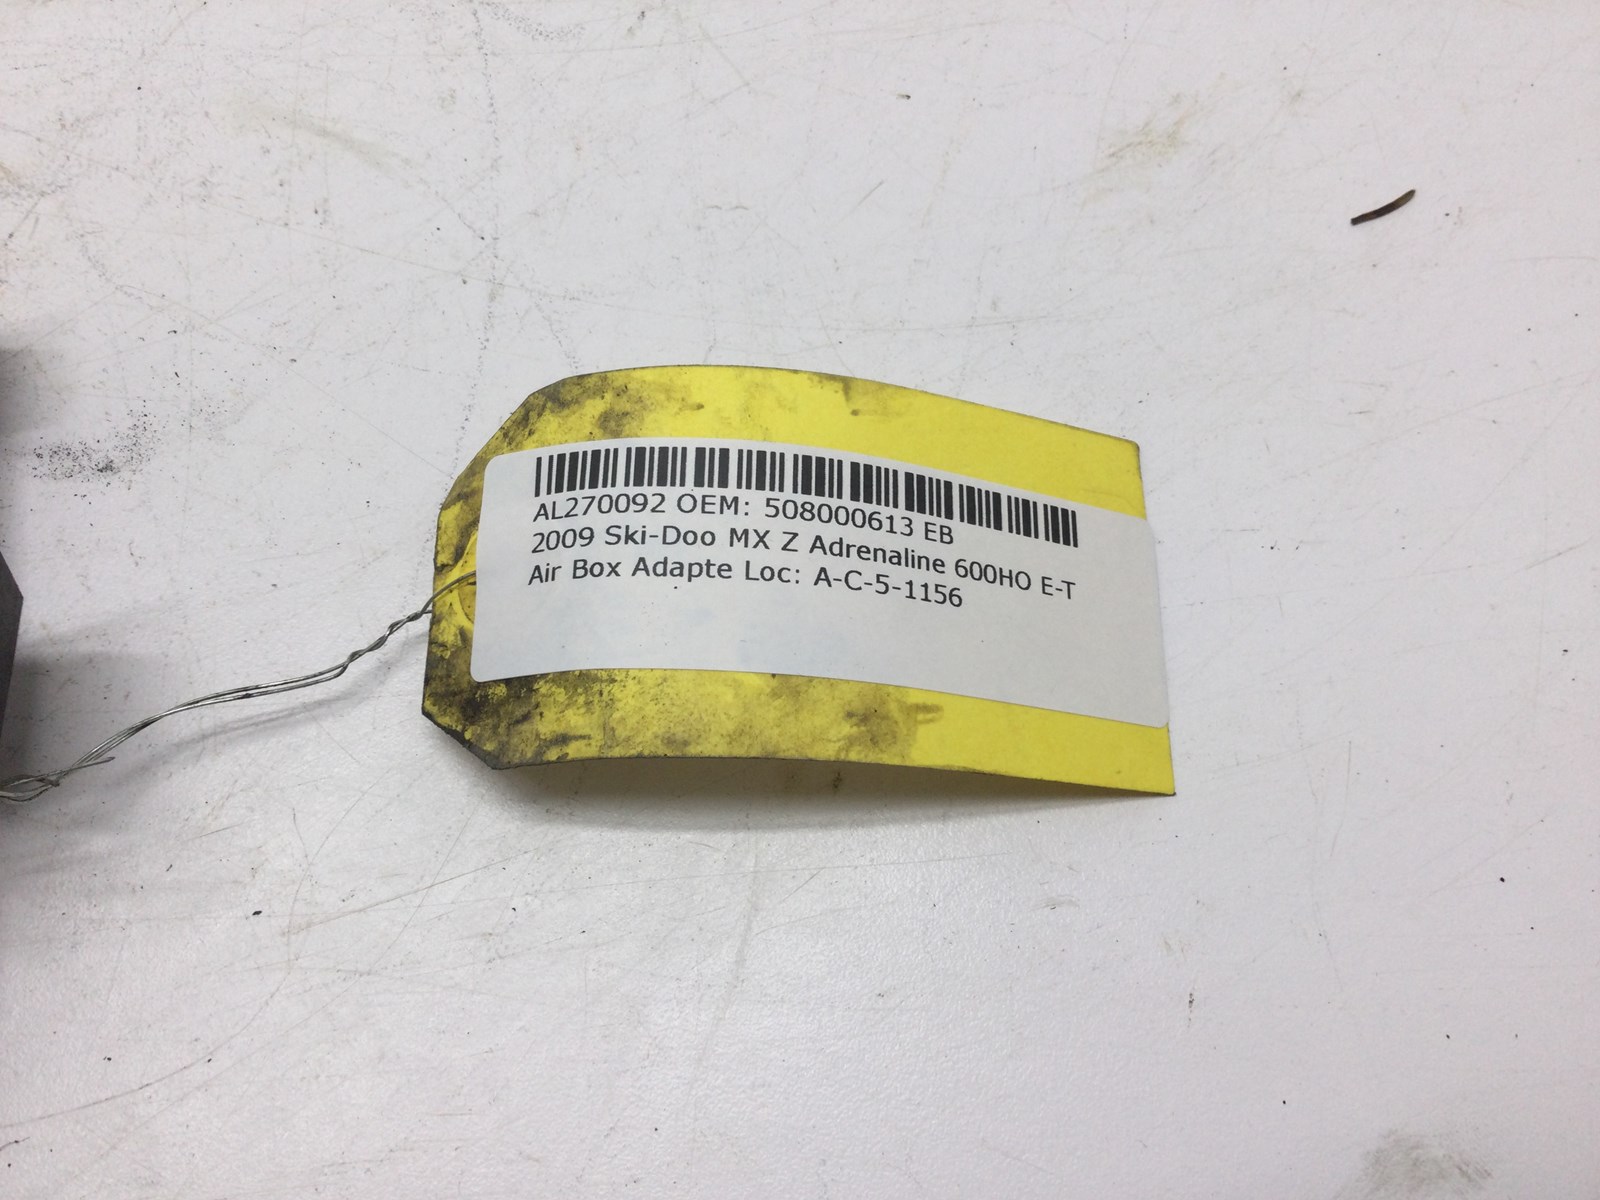 AL270092 OEM: 508000613 EB
2009 Ski-Doo MX Z Adrenaline 600HO E-T
Air Box Adapte Loc: A-C-5-1156